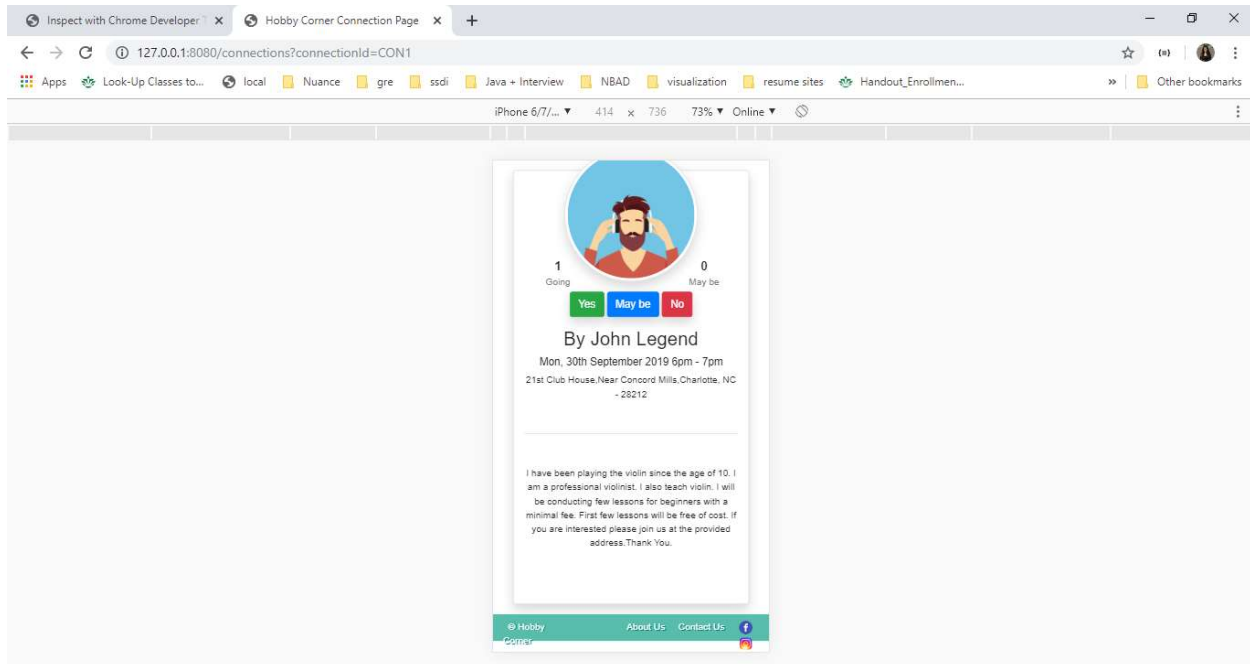 Inspect with Chrome Developer T
Hobby Corner Connection Page
127.0.0.1:8080/connections?connectionId=CON1
Apps Look-Up Classes to... local Nuance gre ssdi Java + Interview NBAD visualization resume sites Handout_Enrollmen... » Other bookmarks
iPhone 6/7/... ▼ 414 x 736 73% ▼ Online ▼
1 0
Going May be
Yes May be No
By John Legend
Mon, 30th September 2019 6pm - 7pm
21st Club House,Near Concord Mills,Charlotte, NC
- 28212
I have been playing the violin since the age of 10. I
am a professional violinist. I also teach violin. I will
be conducting few lessons for beginners with a
minimal fee. First few lessons will be free of cost. If
you are interested please join us at the provided
address.Thank You.
© Hobby About Us Contact Us
Corner